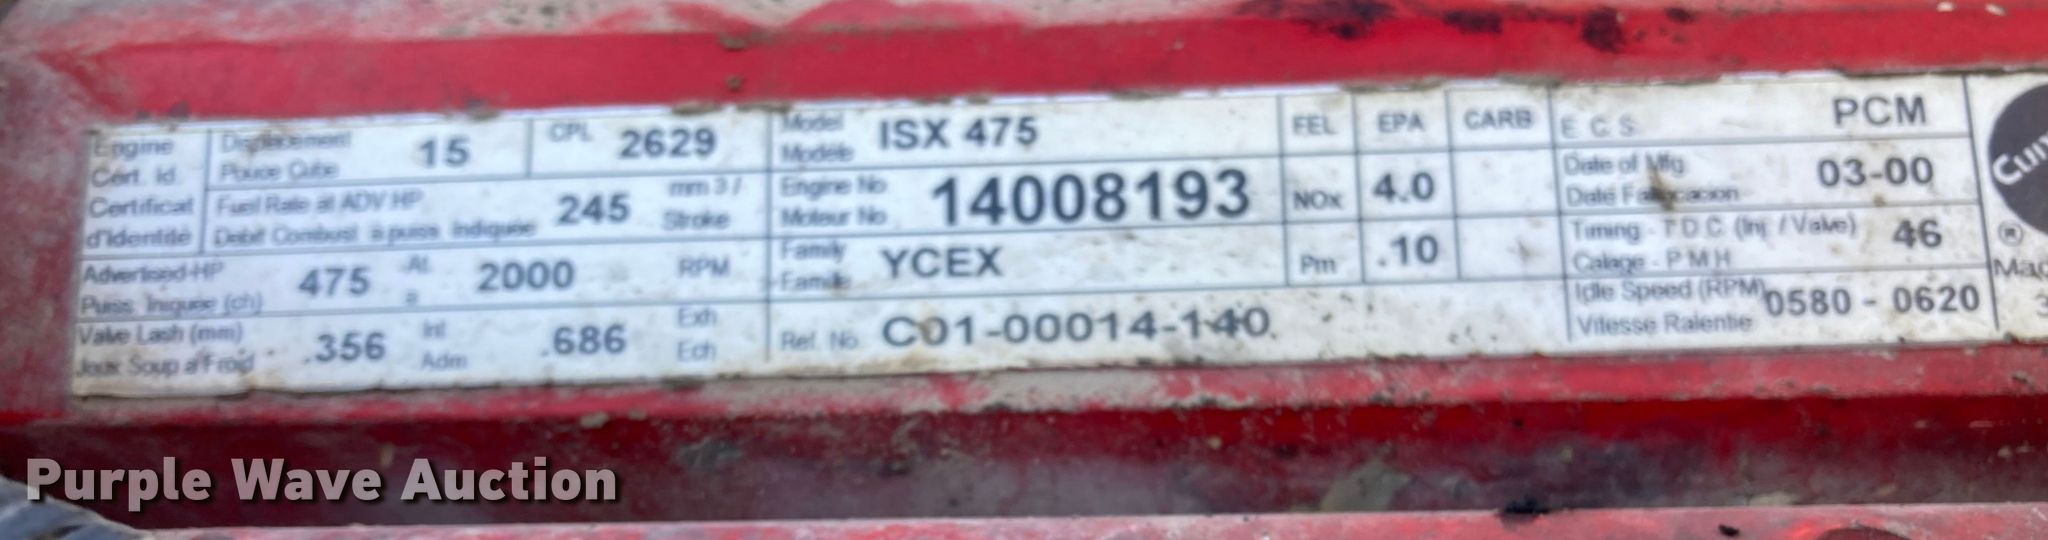 Engine
Cert. Id.
Certificat
d'Identité
Displacement
Pouce Cube
15
CPL 2629
Fuel Rate at ADV HP
Debit Combust. a puiss. indiquée
245
mm3 /
Stroke
Advertised HP
Puiss. Iniquee (ch)
475
At
a
2000
RPM
Valve Lash (mm)
Jeux Soup a Froid
.356
Int
Adm
.686
Exh
Ech
Model
Modèle
ISX 475
Engine No
Moteur No
14008193
Family
Famille
YCEX
Ref. No. C01-00014-140
FEL EPA CARB
NOx 4.0
Pm .10
E.C.S.
PCM
Date of Mfg
Date Fabrication
03-00
Timing - T.D.C. (Inj. / Valve)
Calage - P M H
46
Idle Speed (RPM)
Vitesse Ralentie
0580 - 0620
®
Purple Wave Auction